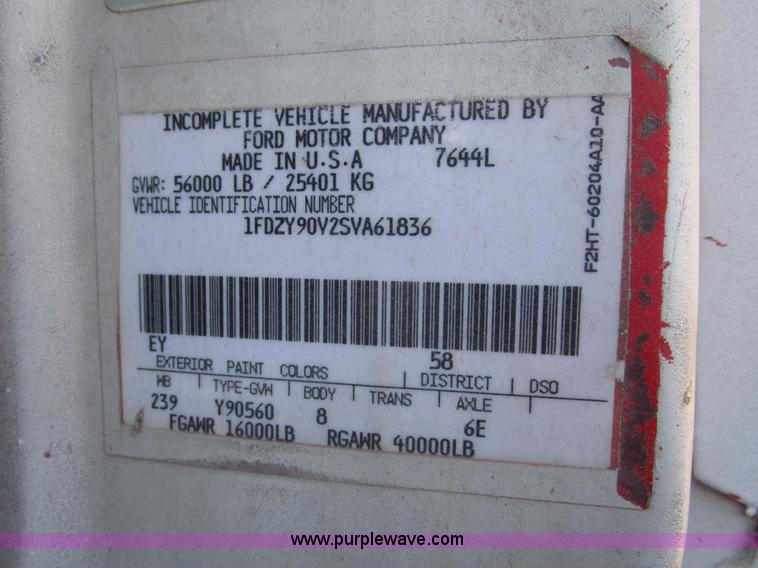 INCOMPLETE VEHICLE MANUFACTURED BY
FORD MOTOR COMPANY
MADE IN U.S.A 7644L
GVWR: 56000 LB / 25401 KG
VEHICLE IDENTIFICATION NUMBER
1FDZY90V2SVA61836
F2HT-60204A10-AA
EY 58
EXTERIOR PAINT COLORS DISTRICT DSO
WB TYPE-GVW BODY TRANS AXLE
239 Y90560 8 6E
FGAWR 16000LB RGAWR 40000LB
www.purplewave.com